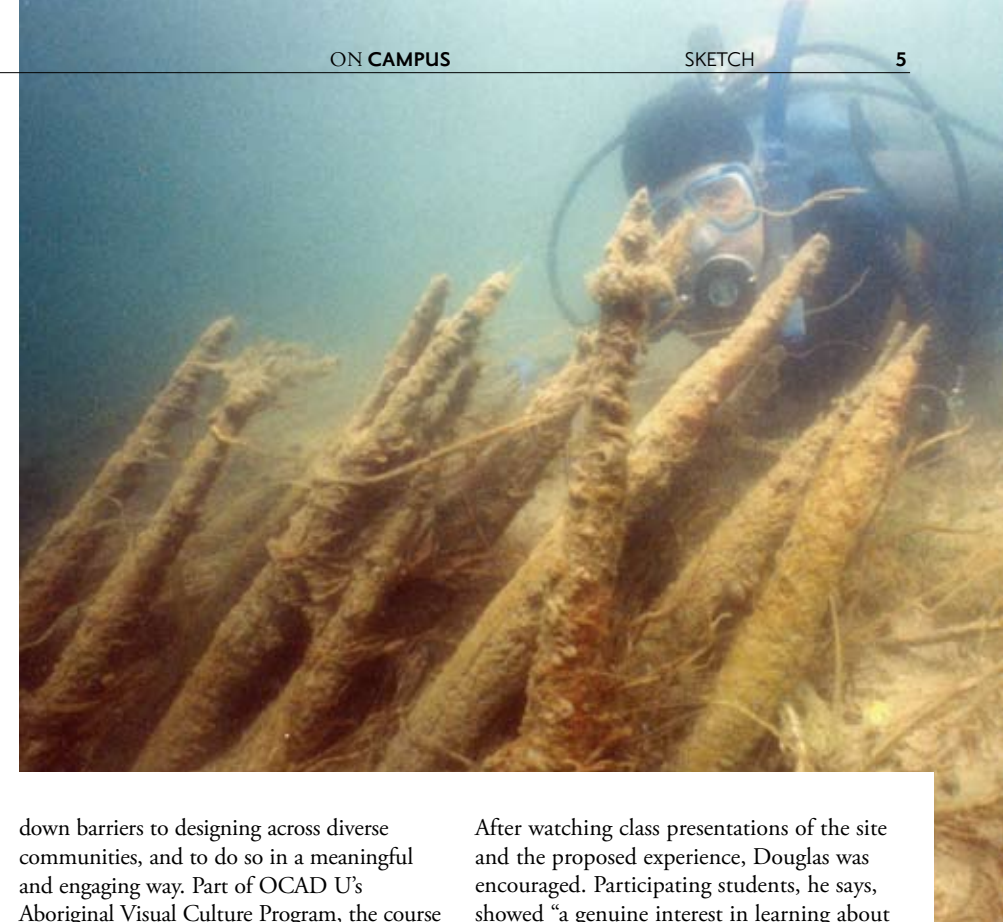 ON CAMPUS SKETCH 5
down barriers to designing across diverse
communities, and to do so in a meaningful
and engaging way. Part of OCAD U’s
Aboriginal Visual Culture Program, the course
After watching class presentations of the site
and the proposed experience, Douglas was
encouraged. Participating students, he says,
showed “a genuine interest in learning about